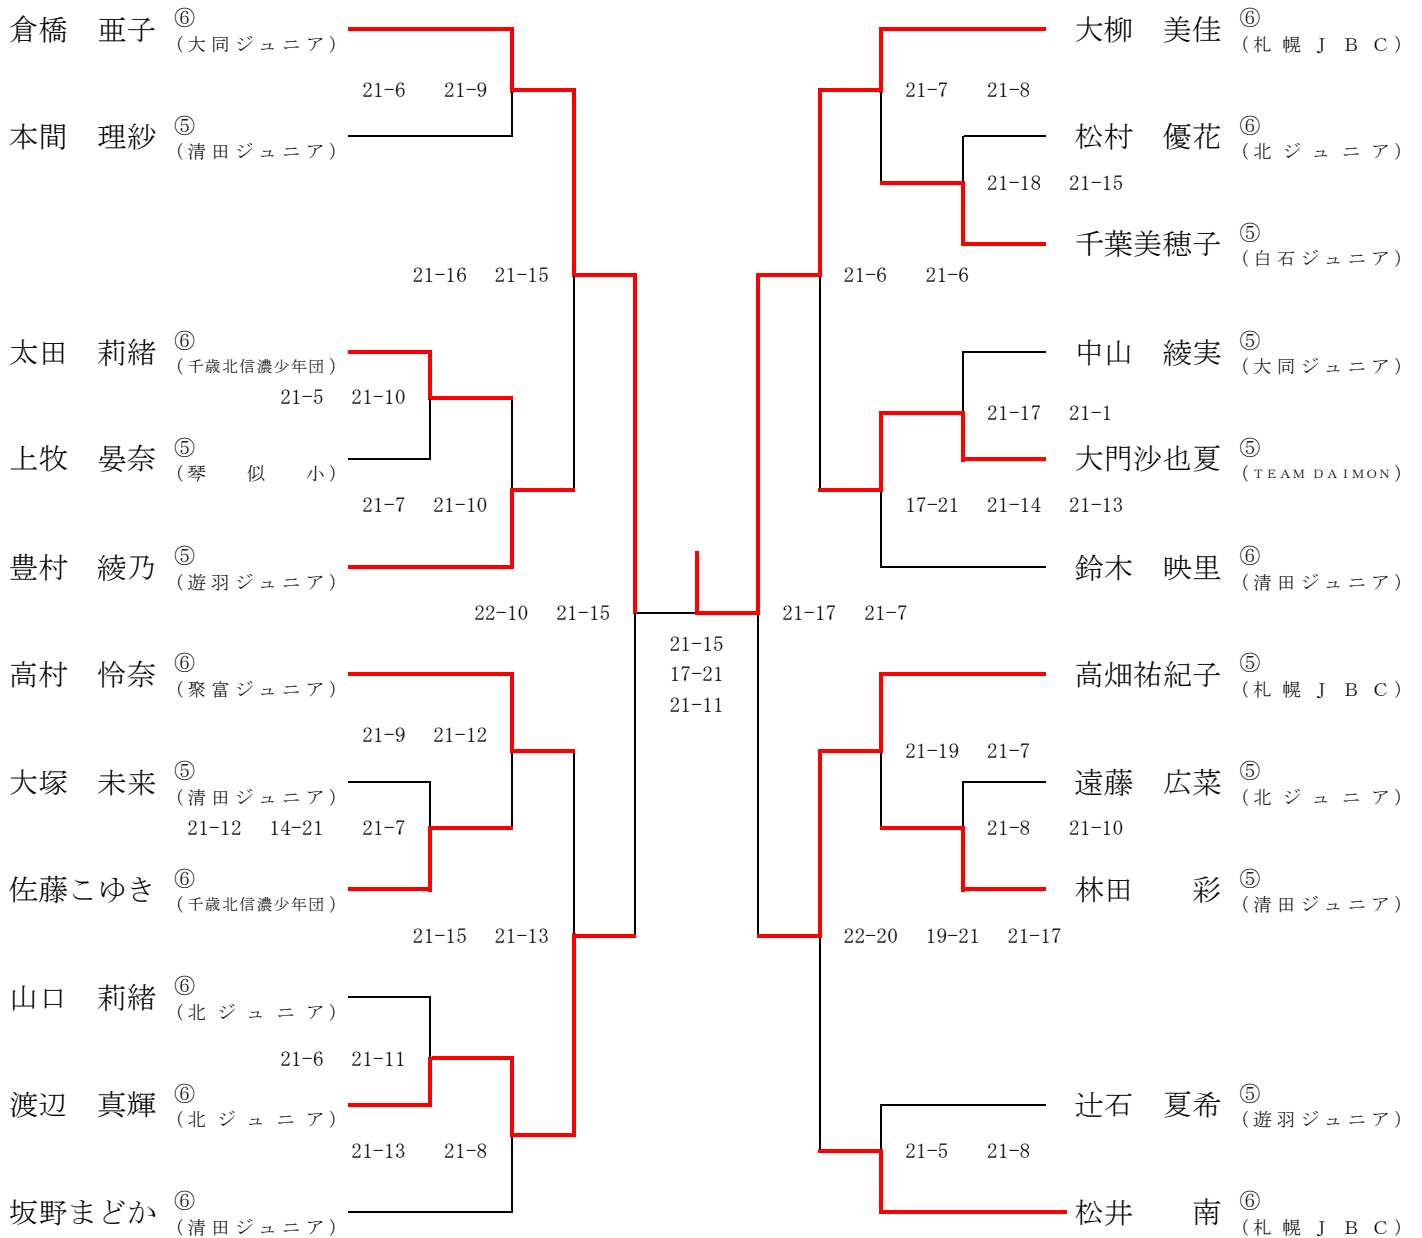 倉橋　亜子 ⑥
（大同ジュニア）
21-6 21-9
本間　理紗 ⑤
（清田ジュニア）
21-16 21-15
太田　莉緒 ⑥
（千歳北信濃少年団）
21-5 21-10
上牧　晏奈 ⑤
（琴似小）
21-7 21-10
豊村　綾乃 ⑤
（遊羽ジュニア）
22-10 21-15
高村　怜奈 ⑥
（聚富ジュニア）
21-9 21-12
大塚　未来 ⑤
（清田ジュニア）
21-12 14-21 21-7
佐藤こゆき ⑥
（千歳北信濃少年団）
21-15 21-13
山口　莉緒 ⑥
（北ジュニア）
21-6 21-11
渡辺　真輝 ⑥
（北ジュニア）
21-13 21-8
坂野まどか ⑥
（清田ジュニア）
21-15
17-21
21-11
大柳　美佳 ⑥
（札幌ＪＢＣ）
21-7 21-8
松村　優花 ⑥
（北ジュニア）
21-18 21-15
千葉美穂子 ⑤
（白石ジュニア）
21-6 21-6
中山　綾実 ⑤
（大同ジュニア）
21-17 21-1
大門沙也夏 ⑤
（TEAM DAIMON）
17-21 21-14 21-13
鈴木　映里 ⑥
（清田ジュニア）
21-17 21-7
高畑祐紀子 ⑤
（札幌ＪＢＣ）
21-19 21-7
遠藤　広菜 ⑤
（北ジュニア）
21-8 21-10
林田　彩 ⑤
（清田ジュニア）
22-20 19-21 21-17
辻石　夏希 ⑤
（遊羽ジュニア）
21-5 21-8
松井　南 ⑥
（札幌ＪＢＣ）